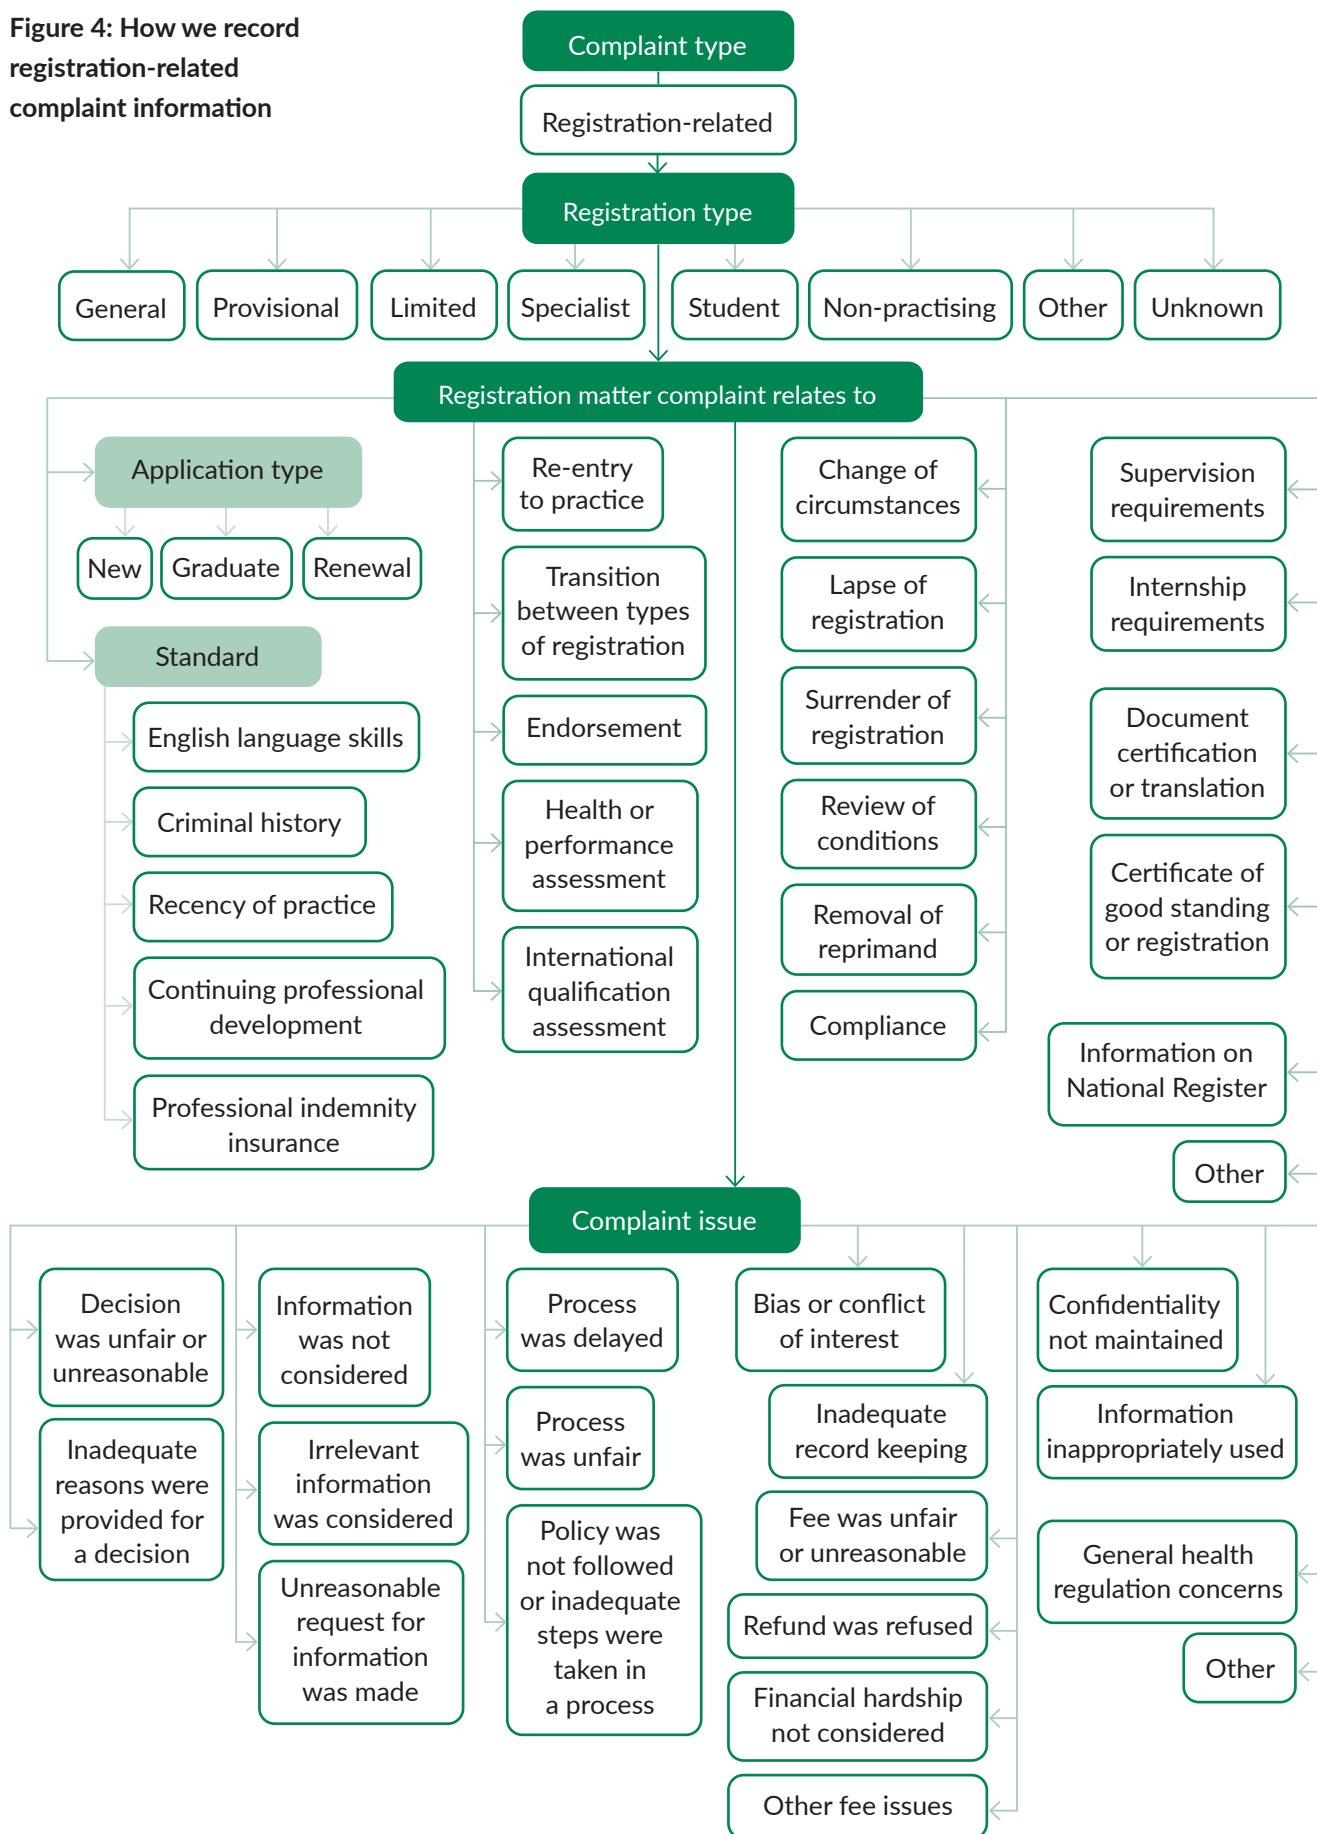 Figure 4: How we record
registration-related
complaint information
Complaint type
Registration-related
Registration type
General
Provisional
Limited
Specialist
Student
Non-practising
Other
Unknown
Registration matter complaint relates to
Application type
New
Graduate
Renewal
Standard
English language skills
Criminal history
Recency of practice
Continuing professional
development
Professional indemnity
insurance
Re-entry
to practice
Transition
between types
of registration
Endorsement
Health or
performance
assessment
International
qualification
assessment
Change of
circumstances
Lapse of
registration
Surrender of
registration
Review of
conditions
Removal of
reprimand
Compliance
Supervision
requirements
Internship
requirements
Document
certification
or translation
Certificate of
good standing
or registration
Information on
National Register
Other
Complaint issue
Decision
was unfair or
unreasonable
Inadequate
reasons were
provided for
a decision
Information
was not
considered
Irrelevant
information
was considered
Unreasonable
request for
information
was made
Process
was delayed
Process
was unfair
Policy was
not followed
or inadequate
steps were
taken in
a process
Bias or conflict
of interest
Inadequate
record keeping
Fee was unfair
or unreasonable
Refund was refused
Financial hardship
not considered
Other fee issues
Confidentiality
not maintained
Information
inappropriately used
General health
regulation concerns
Other